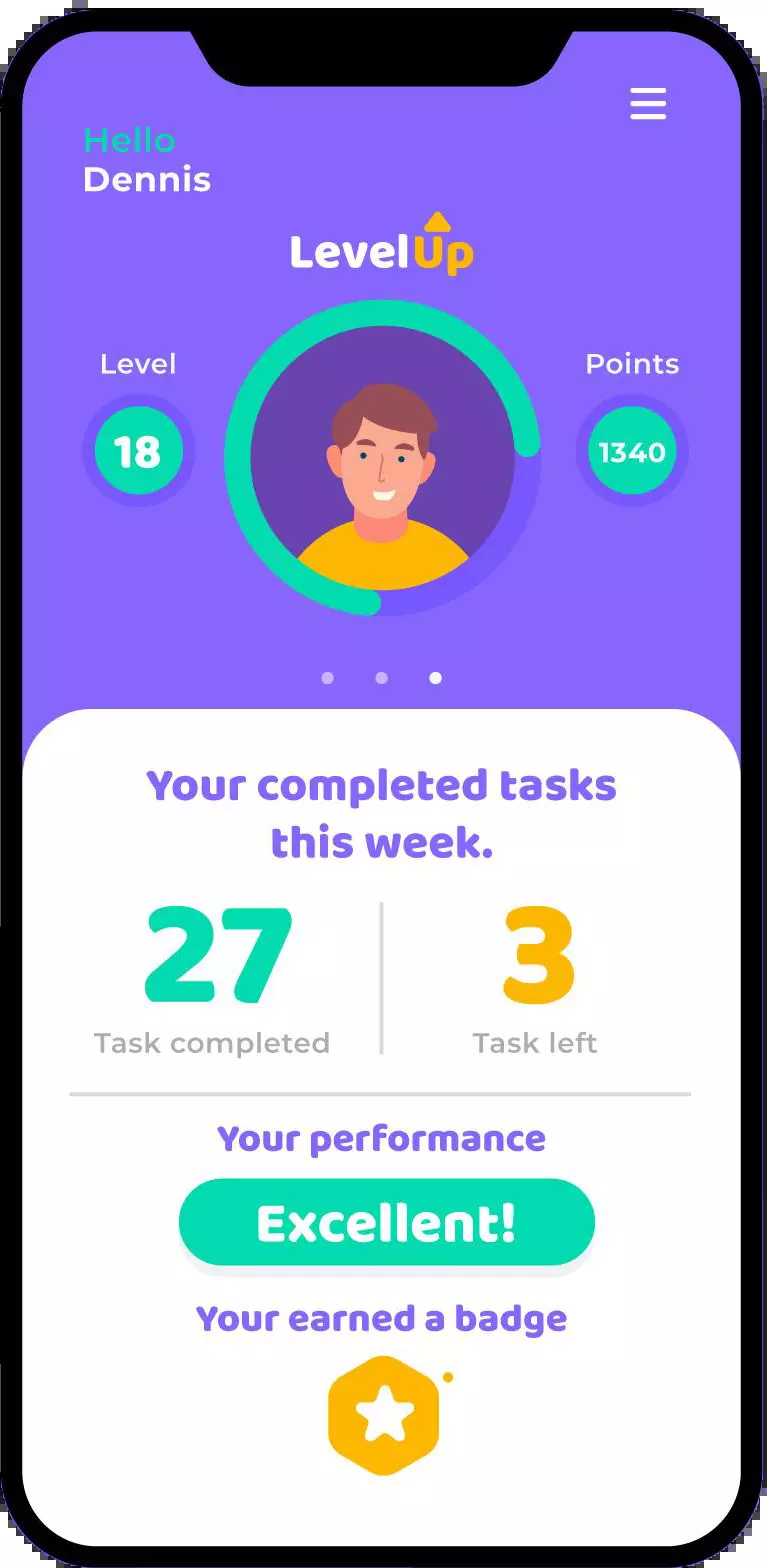 Hello
Dennis
LevelUp
Level
Points
18
1340
Your completed tasks
this week.
27
3
Task completed
Task left
Your performance
Excellent!
Your earned a badge